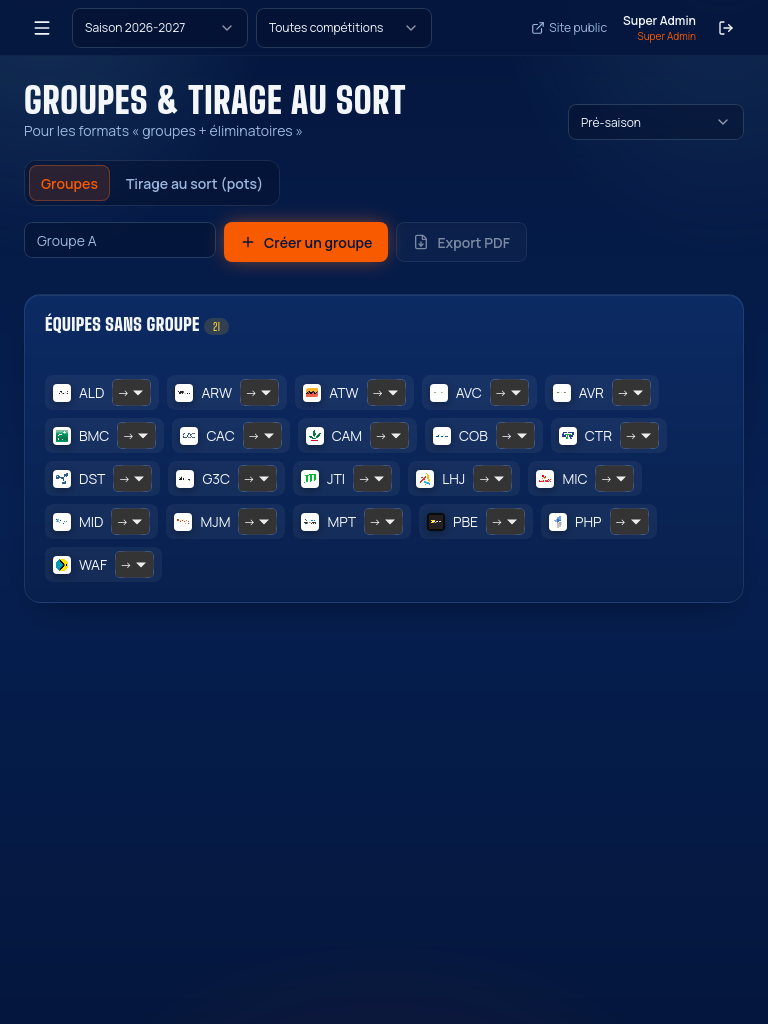 Saison 2026-2027 Toutes compétitions Site public Super Admin
Super Admin
GROUPES & TIRAGE AU SORT
Pour les formats « groupes + éliminatoires »
Pré-saison
Groupes Tirage au sort (pots)
Groupe A + Créer un groupe Export PDF
ÉQUIPES SANS GROUPE 21
ALD → ARW → ATW → AVC → AVR →
BMC → CAC → CAM → COB → CTR →
DST → G3C → JTI → LHJ → MIC →
MID → MJM → MPT → PBE → PHP →
WAF →